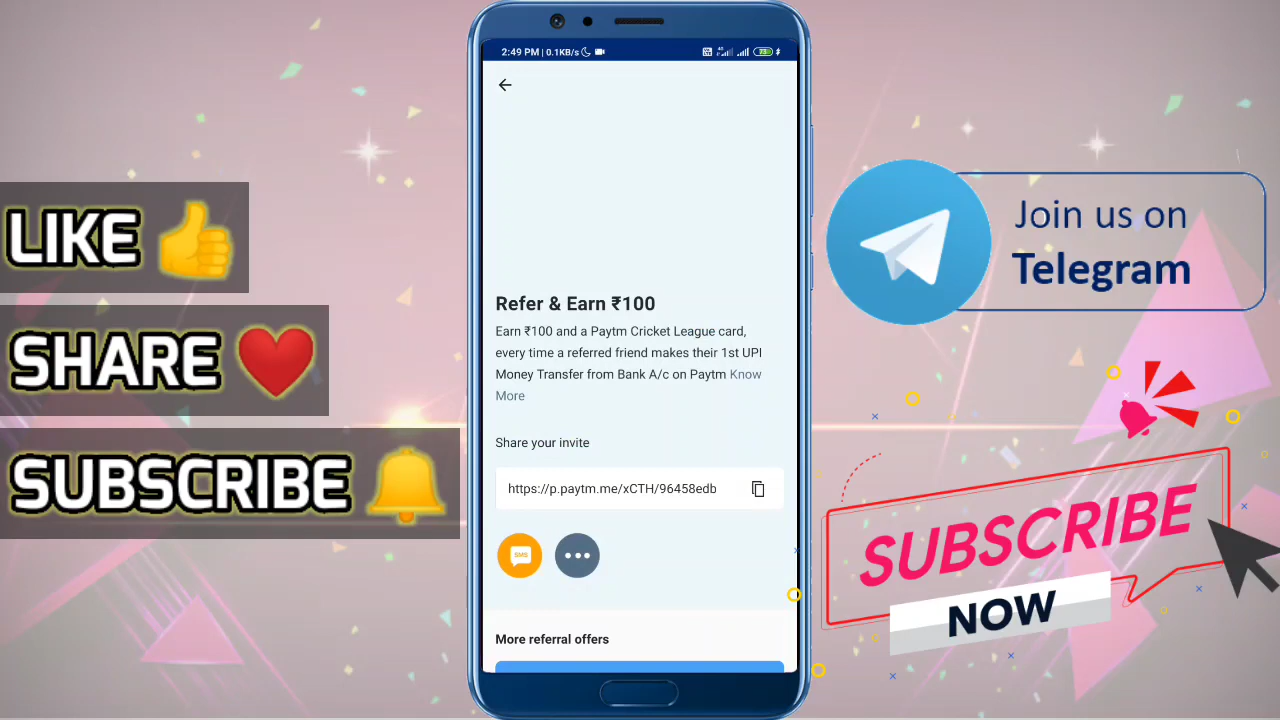 LIKE
SHARE
SUBSCRIBE
2:49 PM | 0.1KB/s
4G
73
Refer & Earn ₹100
Earn ₹100 and a Paytm Cricket League card,
every time a referred friend makes their 1st UPI
Money Transfer from Bank A/c on Paytm Know
More
Share your invite
https://p.paytm.me/xCTH/96458edb
SMS
More referral offers
Join us on
Telegram
SUBSCRIBE
NOW